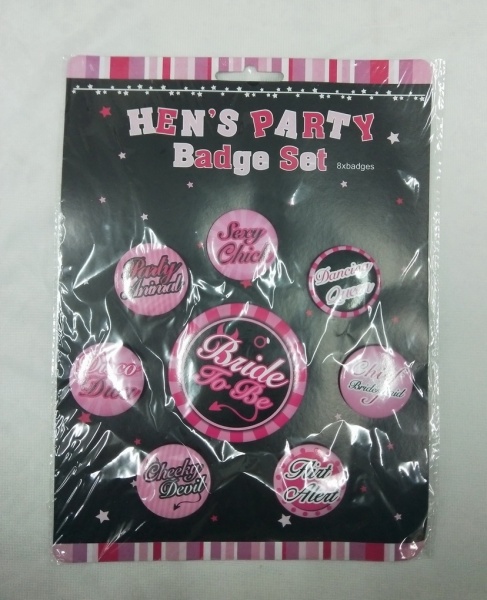 HEN'S PARTY
Badge Set
8xbadges
Sexy
Chick
Party
Animal
Dancing
Queen
Bride
To Be
Disco
Diva
Chief
Bridesmaid
Cheeky
Devil
Flirt
Alert